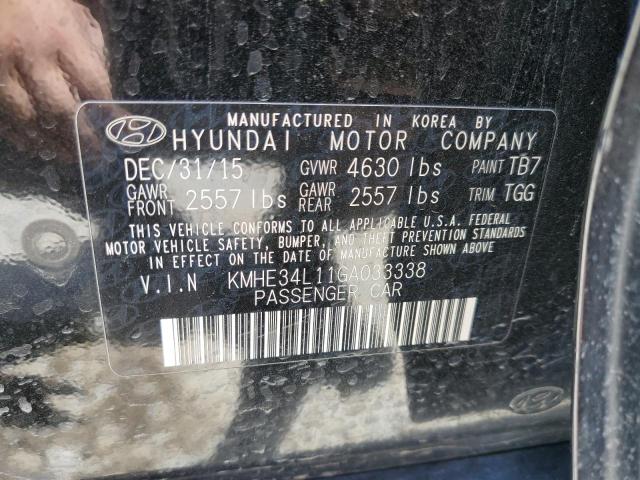 MANUFACTURED IN KOREA BY
HYUNDAI MOTOR COMPANY
DEC/31/15 GVWR 4630 lbs PAINT TB7
GAWR FRONT 2557 lbs GAWR REAR 2557 lbs TRIM TGG
THIS VEHICLE CONFORMS TO ALL APPLICABLE U.S.A. FEDERAL
MOTOR VEHICLE SAFETY, BUMPER, AND THEFT PREVENTION STANDARDS
IN EFFECT ON THE DATE OF MANUFACTURE SHOWN ABOVE
V.I.N KMHE34L11GA033338
PASSENGER CAR